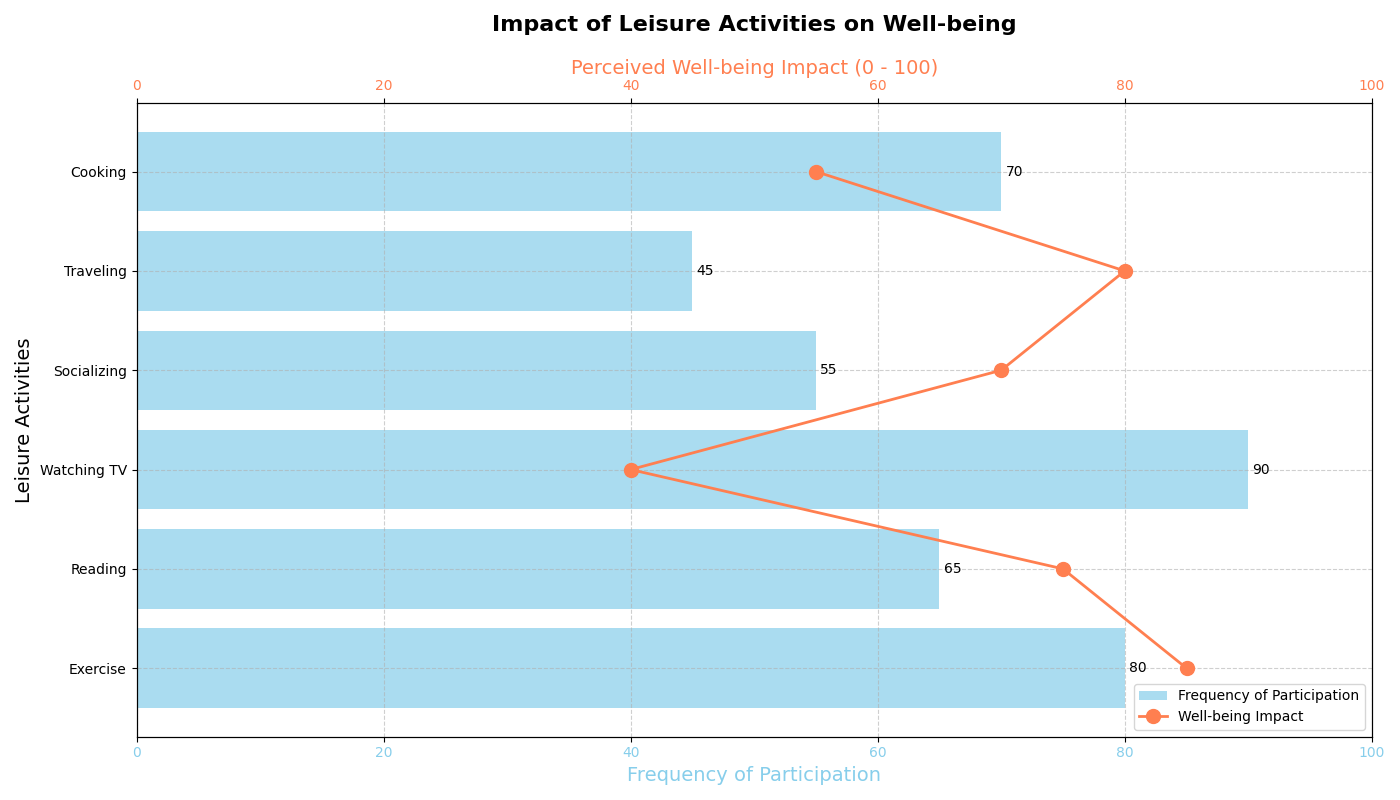 Impact of Leisure Activities on Well-being
Perceived Well-being Impact (0 - 100)
0 20 40 60 80 100
Leisure Activities
Cooking 70
Traveling 45
Socializing 55
Watching TV 90
Reading 65
Exercise 80
Frequency of Participation
Well-being Impact
0 20 40 60 80 100
Frequency of Participation